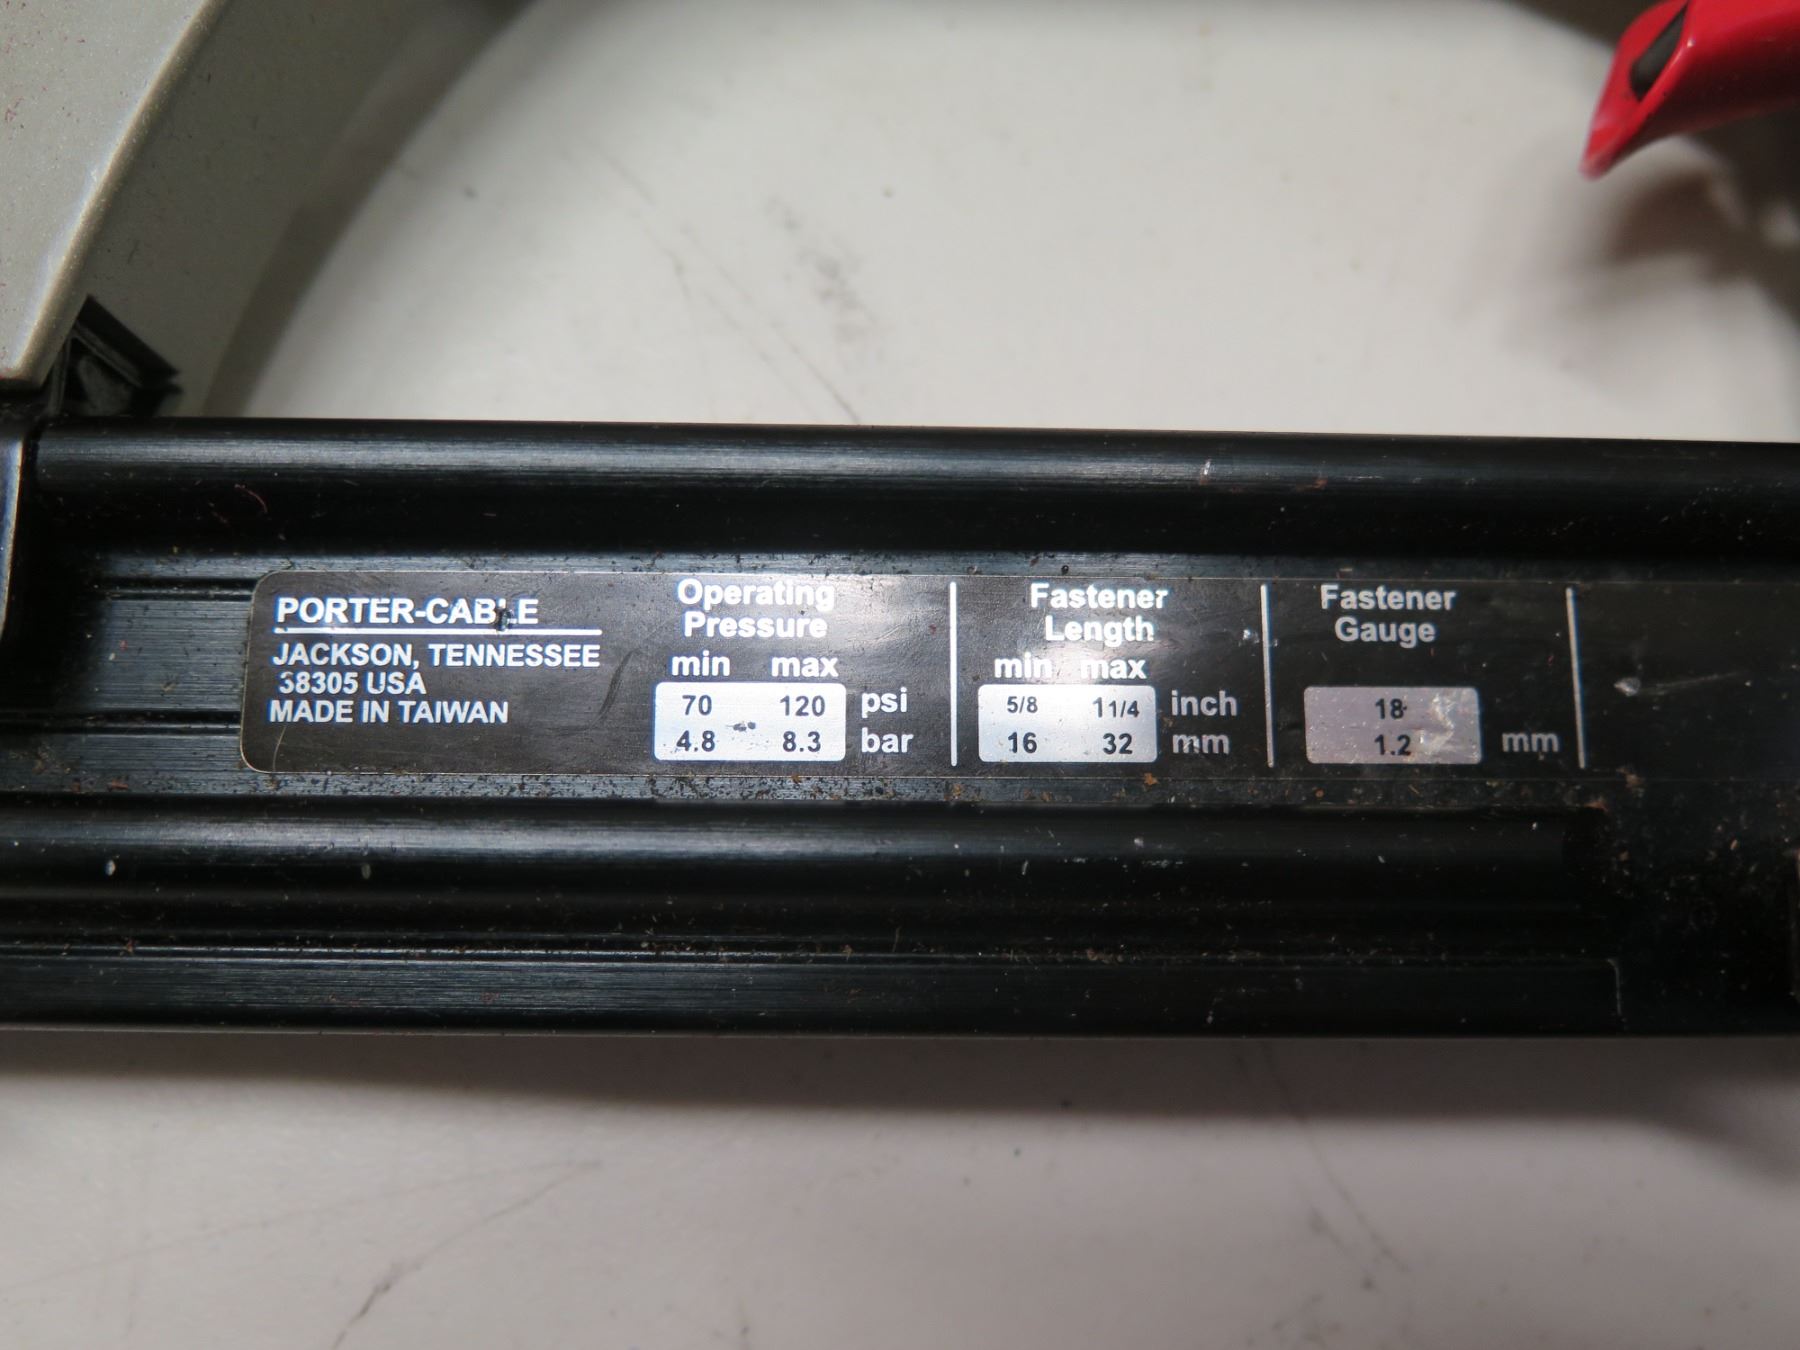 PORTER-CABLE
JACKSON, TENNESSEE
38305 USA
MADE IN TAIWAN
Operating
Pressure
min max
70 120 psi
4.8 8.3 bar
Fastener
Length
min max
5/8 1 1/4 inch
16 32 mm
Fastener
Gauge
18
1.2 mm